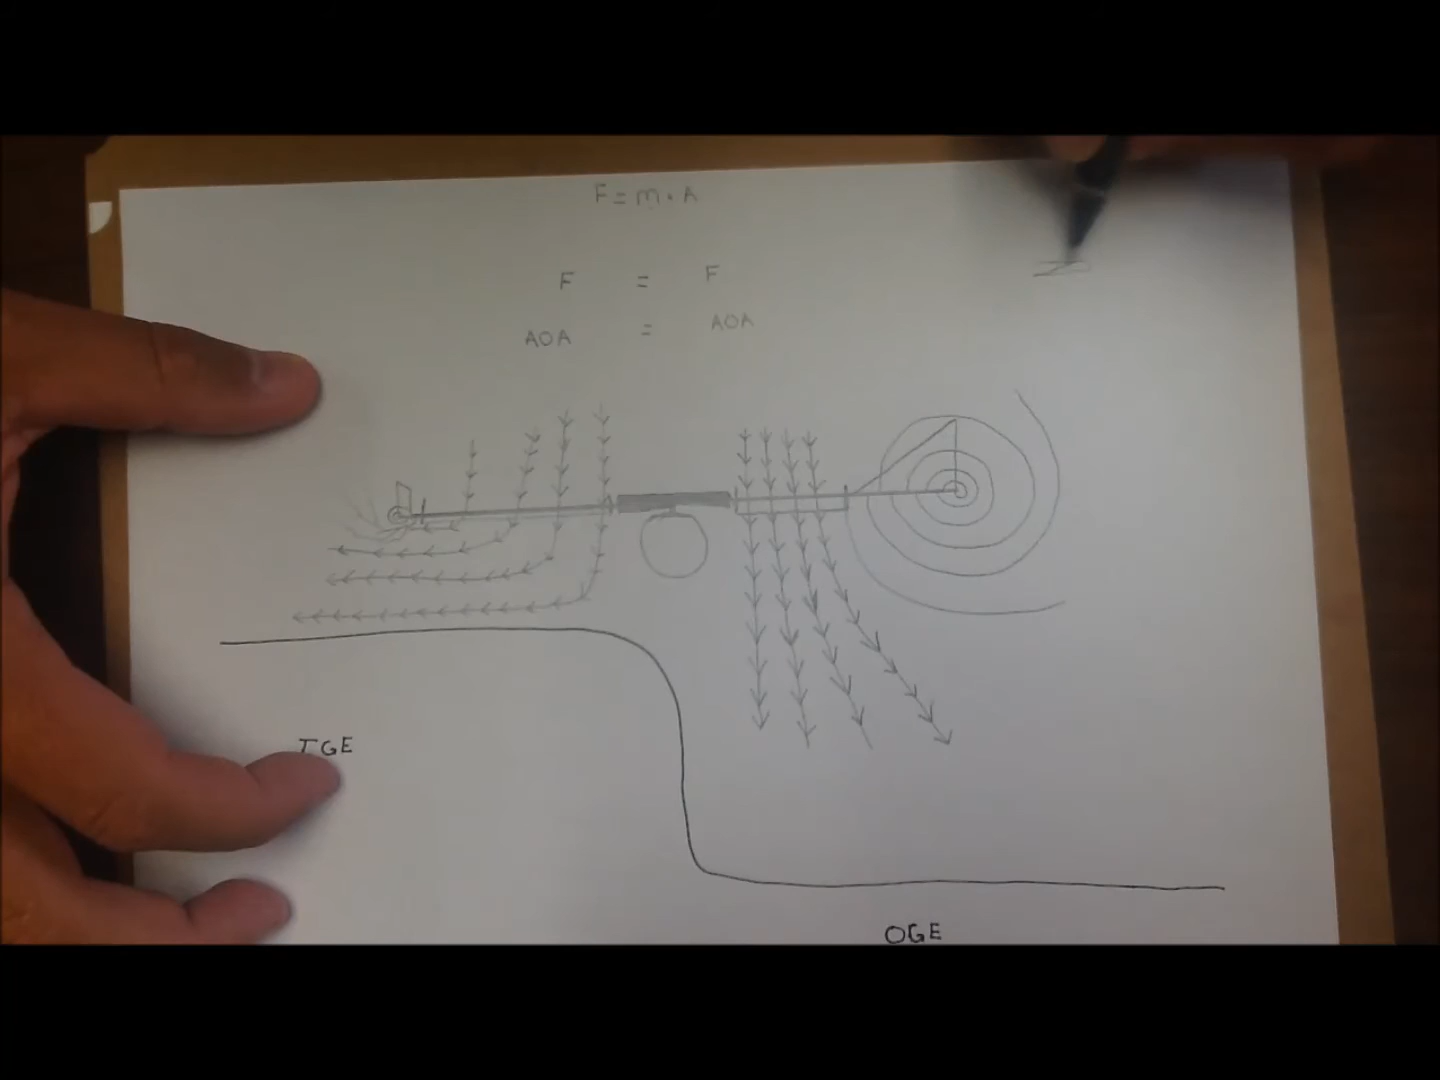 F = m · A
F = F
AOA = AOA
IGE
OGE